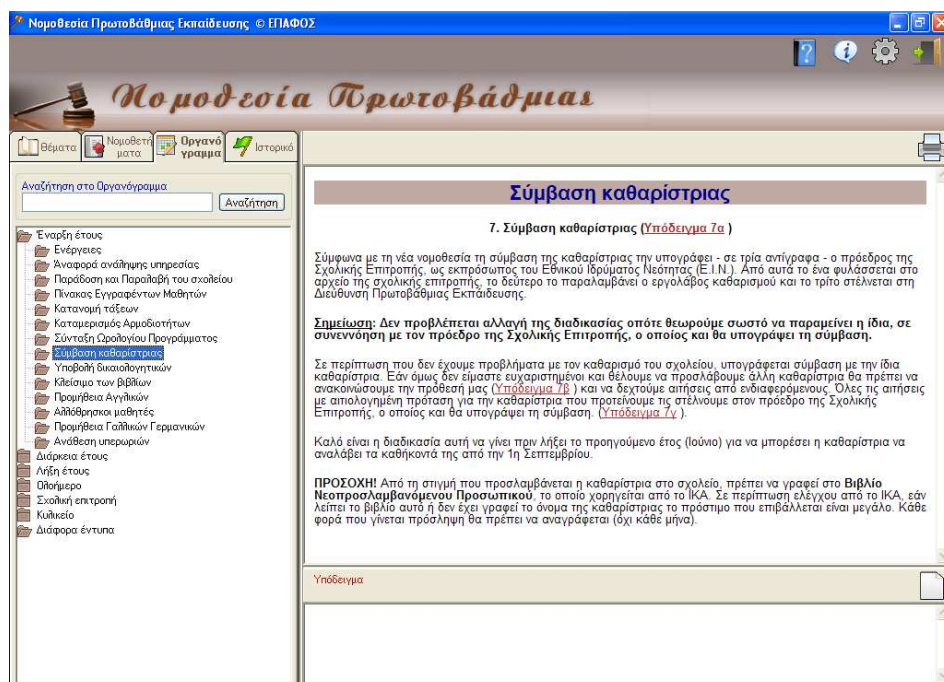 Νομοθεσία Πρωτοβάθμιας Εκπαίδευσης © ΕΠΑΦΟΣ
Νομοθεσία Πρωτοβάθμιας
Θέματα
Νομοθετή
ματα
Οργανό
γραμμα
Ιστορικό
Αναζήτηση στο Οργανόγραμμα
Αναζήτηση
Έναρξη έτους
Ενέργειες
Αναφορά ανάληψης υπηρεσίας
Παράδοση και Παραλαβή του σχολείου
Πίνακας Εγγραφέντων Μαθητών
Κατανομή τάξεων
Καταμερισμός Αρμοδιοτήτων
Σύνταξη Ωρολογίου Προγράμματος
Σύμβαση καθαρίστριας
Υποβολή δικαιολογητικών
Κλείσιμο των βιβλίων
Προμήθεια Αγγλικών
Αλλόθρησκοι μαθητές
Προμήθεια Γαλλικών Γερμανικών
Ανάθεση υπερωριών
Διάρκεια έτους
Λήξη έτους
Ολοήμερο
Σχολική επιτροπή
Κυλικείο
Διάφορα έντυπα
Σύμβαση καθαρίστριας
7. Σύμβαση καθαρίστριας (Υπόδειγμα 7α )
Σύμφωνα με τη νέα νομοθεσία τη σύμβαση της καθαρίστριας την υπογράφει - σε τρία αντίγραφα - ο πρόεδρος της
Σχολικής Επιτροπής, ως εκπρόσωπος του Εθνικού Ιδρύματος Νεότητας (Ε.Ι.Ν.). Από αυτά το ένα φυλάσσεται στο
αρχείο της σχολικής επιτροπής, το δεύτερο το παραλαμβάνει ο εργολάβος καθαρισμού και το τρίτο στέλνεται στη
Διεύθυνση Πρωτοβάθμιας Εκπαίδευσης.
Σημείωση: Δεν προβλέπεται αλλαγή της διαδικασίας οπότε θεωρούμε σωστό να παραμείνει η ίδια, σε
συνεννόηση με τον πρόεδρο της Σχολικής Επιτροπής, ο οποίος και θα υπογράψει τη σύμβαση.
Σε περίπτωση που δεν έχουμε προβλήματα με τον καθαρισμό του σχολείου, υπογράφεται σύμβαση με την ίδια
καθαρίστρια. Εάν όμως δεν είμαστε ευχαριστημένοι και θέλουμε να προσλάβουμε άλλη καθαρίστρια θα πρέπει να
ανακοινώσουμε την πρόθεσή μας (Υπόδειγμα 7β ) και να δεχτούμε αιτήσεις από ενδιαφερόμενους. Όλες τις αιτήσεις
με αιτιολογημένη πρόταση για την καθαρίστρια που προτείνουμε τις στέλνουμε στον πρόεδρο της Σχολικής
Επιτροπής, ο οποίος και θα υπογράψει τη σύμβαση. (Υπόδειγμα 7γ ).
Καλό είναι η διαδικασία αυτή να γίνει πριν λήξει το προηγούμενο έτος (Ιούνιο) για να μπορέσει η καθαρίστρια να
αναλάβει τα καθήκοντά της από την 1η Σεπτεμβρίου.
ΠΡΟΣΟΧΗ! Από τη στιγμή που προσλαμβάνεται η καθαρίστρια στο σχολείο, πρέπει να γραφεί στο Βιβλίο
Νεοπροσλαμβανόμενου Προσωπικού, το οποίο χορηγείται από το ΙΚΑ. Σε περίπτωση ελέγχου από το ΙΚΑ, εάν
λείπει το βιβλίο αυτό ή δεν έχει γραφεί το όνομα της καθαρίστριας το πρόστιμο που επιβάλλεται είναι μεγάλο. Κάθε
φορά που γίνεται πρόσληψη θα πρέπει να αναγράφεται (όχι κάθε μήνα).
Υπόδειγμα